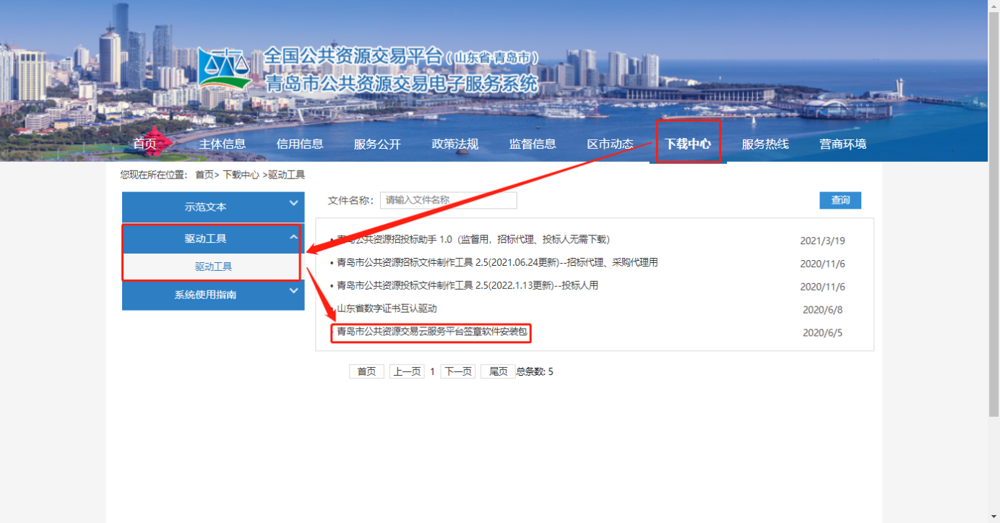 全国公共资源交易平台(山东省·青岛市)
青岛市公共资源交易电子服务系统
首页 主体信息 信用信息 服务公开 政策法规 监督信息 区市动态 下载中心 服务热线 营商环境
您现在所在位置: 首页> 下载中心 >驱动工具
示范文本
驱动工具
驱动工具
系统使用指南
文件名称: 请输入文件名称 查询
• 青岛公共资源招投标助手 1.0(监督用,招标代理、投标人无需下载) 2021/3/19
• 青岛市公共资源招标文件制作工具 2.5(2021.06.24更新)--招标代理、采购代理用 2020/11/6
• 青岛市公共资源投标文件制作工具 2.5(2022.1.13更新)--投标人用 2020/11/6
• 山东省数字证书互认驱动 2020/6/8
• 青岛市公共资源交易云服务平台签章软件安装包 2020/6/5
首页 上一页 1 下一页 尾页 总条数: 5